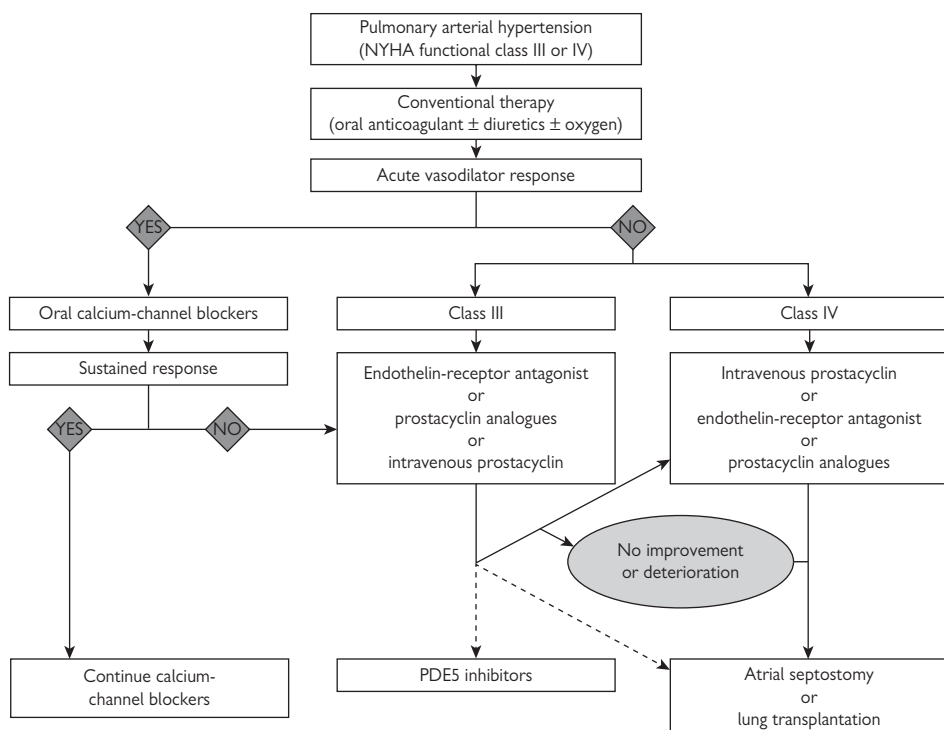 Pulmonary arterial hypertension
(NYHA functional class III or IV)
Conventional therapy
(oral anticoagulant ± diuretics ± oxygen)
Acute vasodilator response
YES
NO
Oral calcium-channel blockers
Class III
Class IV
Sustained response
Endothelin-receptor antagonist
or
prostacyclin analogues
or
intravenous prostacyclin
Intravenous prostacyclin
or
endothelin-receptor antagonist
or
prostacyclin analogues
YES
NO
No improvement
or deterioration
Continue calcium-
channel blockers
PDE5 inhibitors
Atrial septostomy
or
lung transplantation